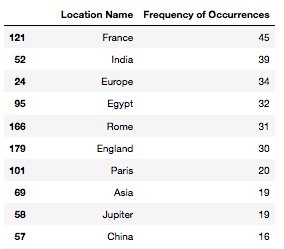 Location Name Frequency of Occurrences
121 France 45
52 India 39
24 Europe 34
95 Egypt 32
166 Rome 31
179 England 30
101 Paris 20
69 Asia 19
58 Jupiter 19
57 China 16